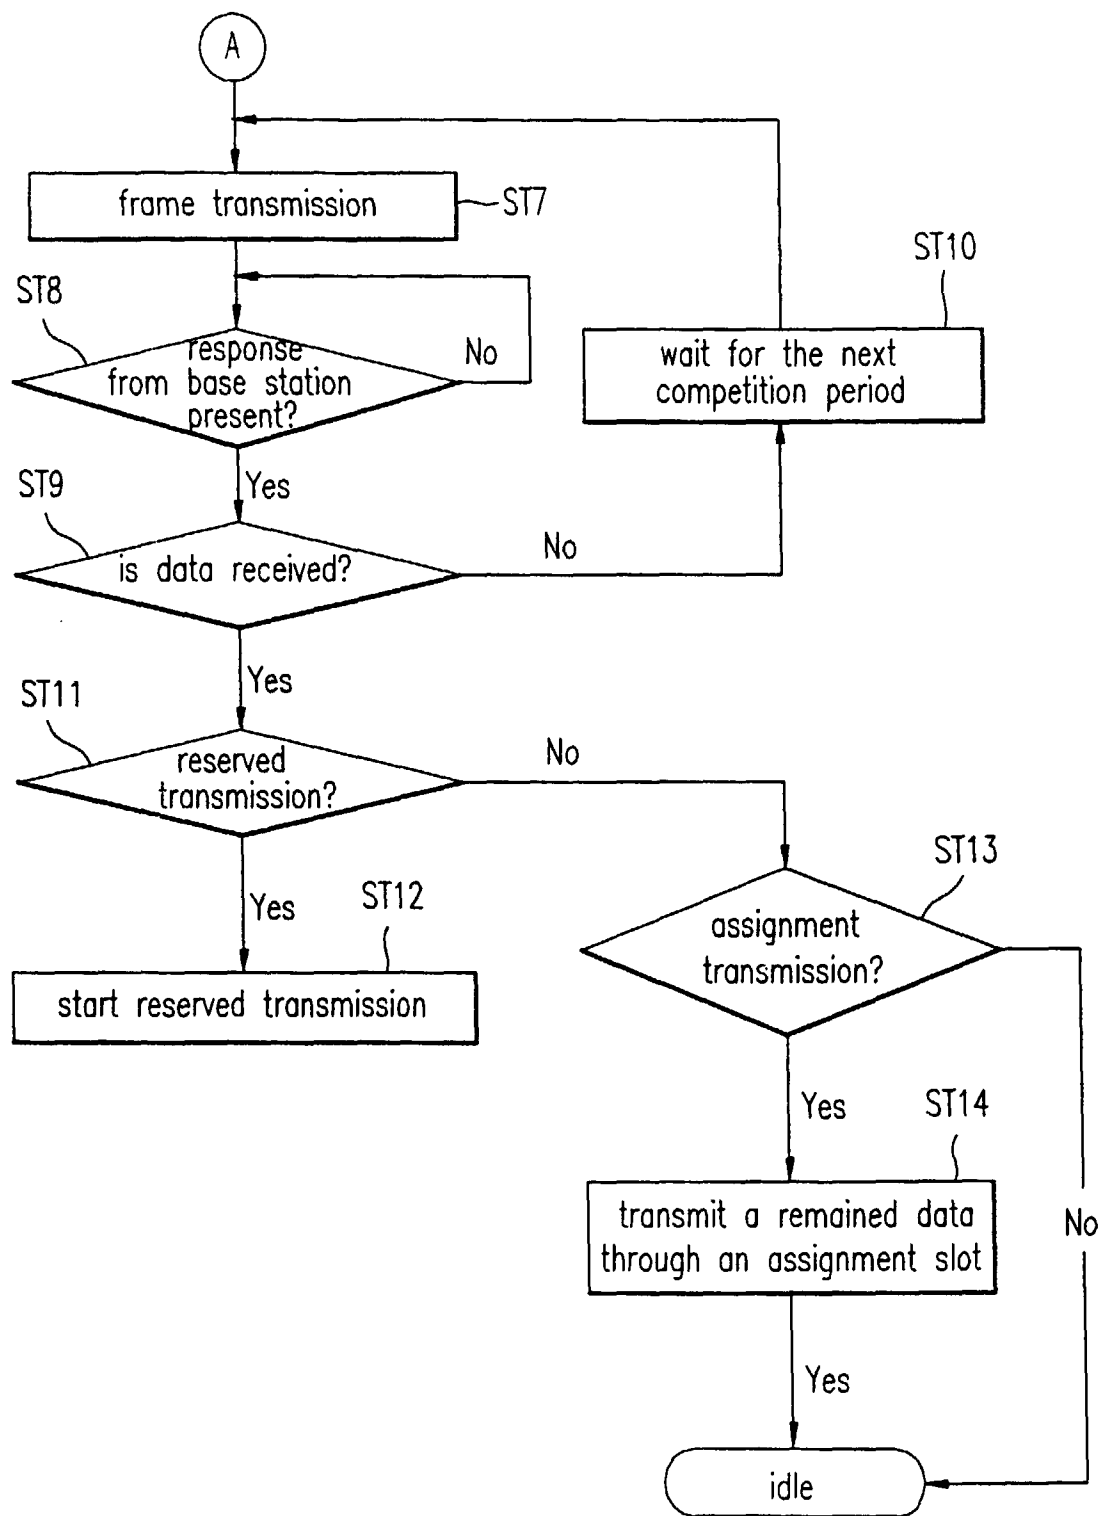 A
frame transmission
ST7
ST10
ST8
response
from base station
present?
No
wait for the next
competition period
Yes
ST9
is data received?
No
Yes
ST11
reserved
transmission?
No
ST13
Yes
ST12
assignment
transmission?
start reserved transmission
Yes
ST14
transmit a remained data
through an assignment slot
No
Yes
idle